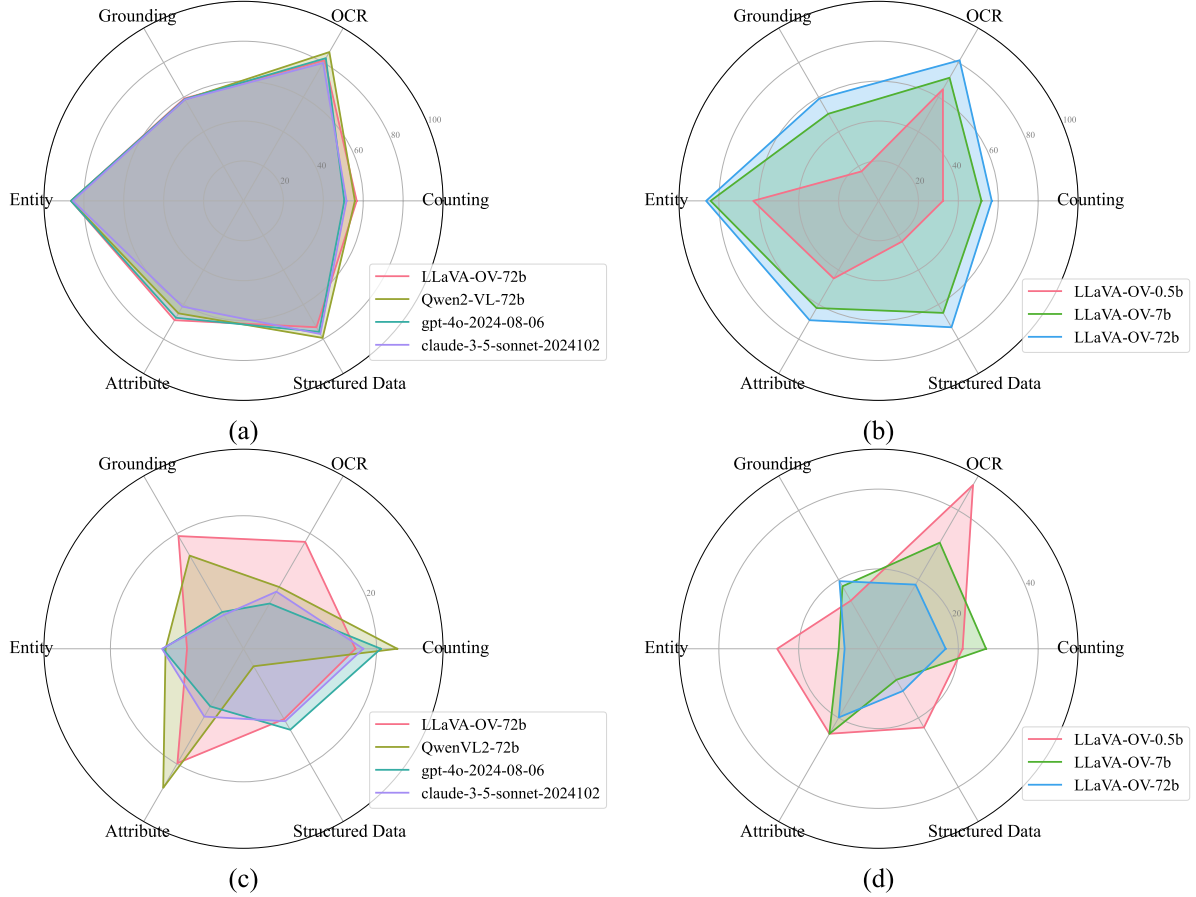 Grounding
OCR
100
80
60
40
20
Entity
Counting
LLaVA-OV-72b
Qwen2-VL-72b
gpt-4o-2024-08-06
claude-3-5-sonnet-2024102
Attribute
Structured Data
(a)
Grounding
OCR
100
80
60
40
20
Entity
Counting
LLaVA-OV-0.5b
LLaVA-OV-7b
LLaVA-OV-72b
Attribute
Structured Data
(b)
Grounding
OCR
20
Entity
Counting
LLaVA-OV-72b
QwenVL2-72b
gpt-4o-2024-08-06
claude-3-5-sonnet-2024102
Attribute
Structured Data
(c)
Grounding
OCR
40
20
Entity
Counting
LLaVA-OV-0.5b
LLaVA-OV-7b
LLaVA-OV-72b
Attribute
Structured Data
(d)